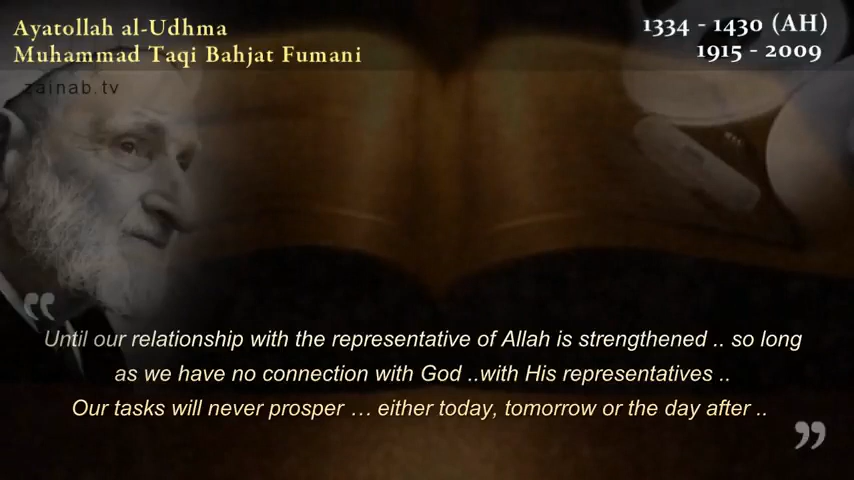 Ayatollah al-Udhma
Muhammad Taqi Bahjat Fumani
1334 - 1430 (AH)
1915 - 2009
zainab.tv
“
Until our relationship with the representative of Allah is strengthened .. so long
as we have no connection with God ..with His representatives ..
Our tasks will never prosper … either today, tomorrow or the day after ..
”